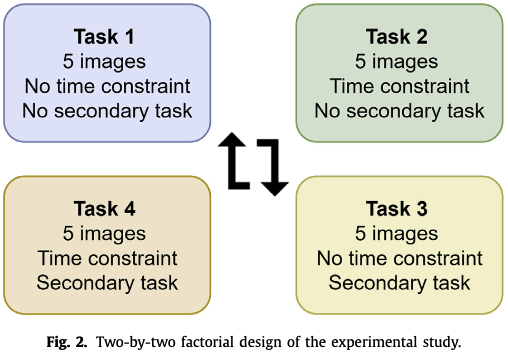 Task 1
5 images
No time constraint
No secondary task
Task 2
5 images
Time constraint
No secondary task
Task 4
5 images
Time constraint
Secondary task
Task 3
5 images
No time constraint
Secondary task
Fig. 2. Two-by-two factorial design of the experimental study.